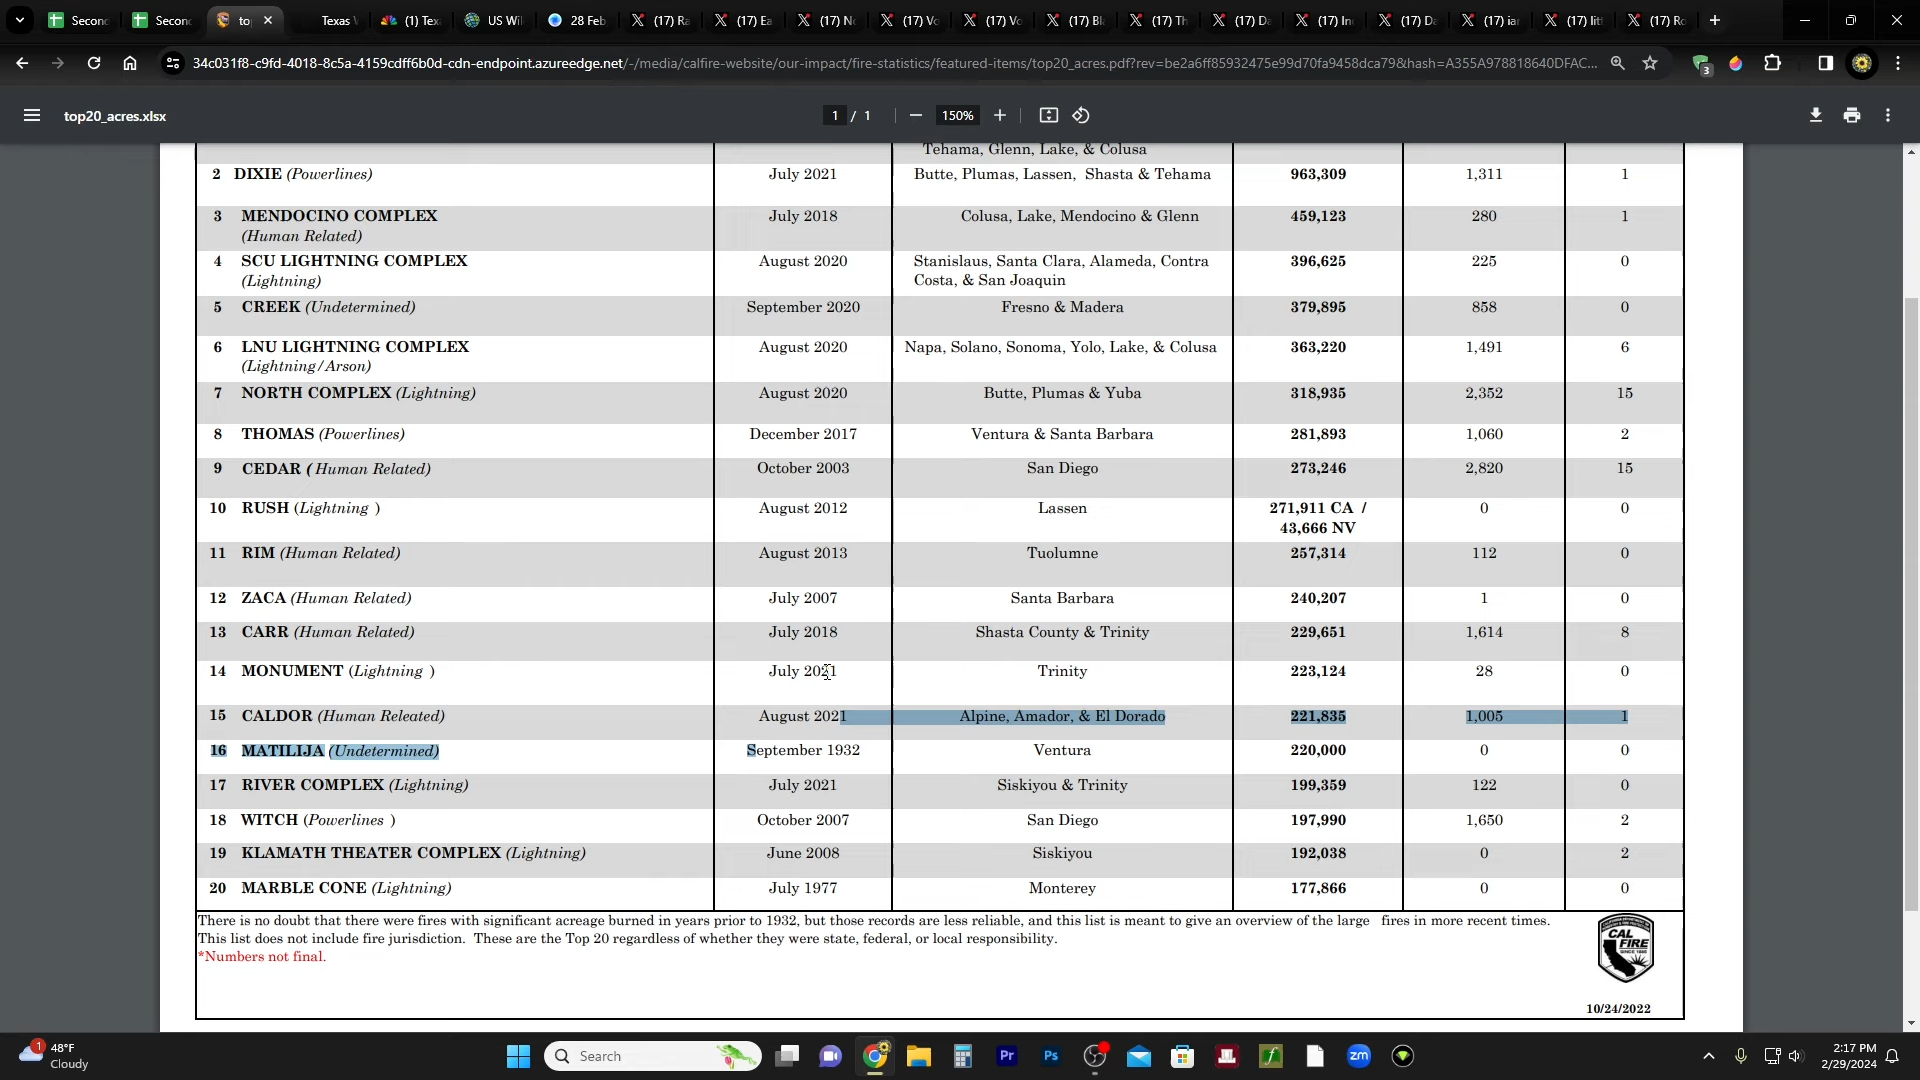 Second
Second
to
Texas W
(1) Tex
US Wil
28 Feb
(17) Ra
(17) Ea
(17) No
(17) Vo
(17) Vo
(17) Bl
(17) Th
(17) Da
(17) In
(17) Da
(17) iar
(17) litt
(17) Ro
34c031f8-c9fd-4018-8c5a-4159cdff6b0d-cdn-endpoint.azureedge.net/-/media/calfire-website/our-impact/fire-statistics/featured-items/top20_acres.pdf?rev=be2a6ff85932475e99d70fa9458dca79&hash=A355A978818640DFAC...
3
top20_acres.xlsx
1 / 1
150%
Tehama, Glenn, Lake, & Colusa
2 DIXIE (Powerlines) July 2021 Butte, Plumas, Lassen, Shasta & Tehama 963,309 1,311 1
3 MENDOCINO COMPLEX July 2018 Colusa, Lake, Mendocino & Glenn 459,123 280 1
(Human Related)
4 SCU LIGHTNING COMPLEX August 2020 Stanislaus, Santa Clara, Alameda, Contra 396,625 225 0
(Lightning) Costa, & San Joaquin
5 CREEK (Undetermined) September 2020 Fresno & Madera 379,895 858 0
6 LNU LIGHTNING COMPLEX August 2020 Napa, Solano, Sonoma, Yolo, Lake, & Colusa 363,220 1,491 6
(Lightning/Arson)
7 NORTH COMPLEX (Lightning) August 2020 Butte, Plumas & Yuba 318,935 2,352 15
8 THOMAS (Powerlines) December 2017 Ventura & Santa Barbara 281,893 1,060 2
9 CEDAR ( Human Related) October 2003 San Diego 273,246 2,820 15
10 RUSH (Lightning ) August 2012 Lassen 271,911 CA / 0 0
43,666 NV
11 RIM (Human Related) August 2013 Tuolumne 257,314 112 0
12 ZACA (Human Related) July 2007 Santa Barbara 240,207 1 0
13 CARR (Human Related) July 2018 Shasta County & Trinity 229,651 1,614 8
14 MONUMENT (Lightning ) July 2021 Trinity 223,124 28 0
15 CALDOR (Human Releated) August 2021 Alpine, Amador, & El Dorado 221,835 1,005 1
16 MATILIJA (Undetermined) September 1932 Ventura 220,000 0 0
17 RIVER COMPLEX (Lightning) July 2021 Siskiyou & Trinity 199,359 122 0
18 WITCH (Powerlines ) October 2007 San Diego 197,990 1,650 2
19 KLAMATH THEATER COMPLEX (Lightning) June 2008 Siskiyou 192,038 0 2
20 MARBLE CONE (Lightning) July 1977 Monterey 177,866 0 0
There is no doubt that there were fires with significant acreage burned in years prior to 1932, but those records are less reliable, and this list is meant to give an overview of the large fires in more recent times.
This list does not include fire jurisdiction. These are the Top 20 regardless of whether they were state, federal, or local responsibility.
*Numbers not final.
CAL
FIRE
10/24/2022
1
48°F
Cloudy
Search
Pr
Ps
zm
2:17 PM
2/29/2024